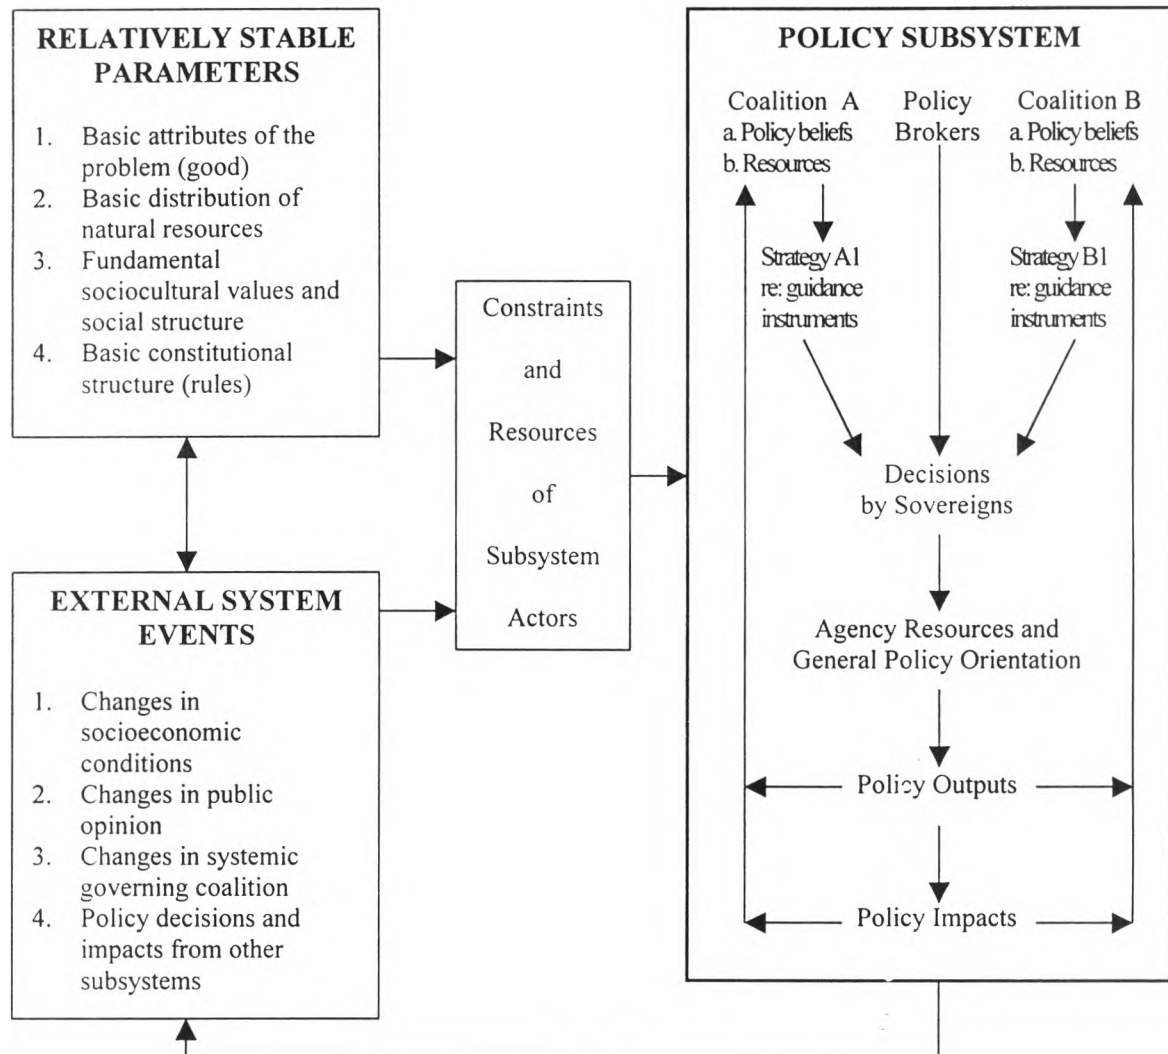 RELATIVELY STABLE
PARAMETERS
1. Basic attributes of the
problem (good)
2. Basic distribution of
natural resources
3. Fundamental
sociocultural values and
social structure
4. Basic constitutional
structure (rules)
EXTERNAL SYSTEM
EVENTS
1. Changes in
socioeconomic
conditions
2. Changes in public
opinion
3. Changes in systemic
governing coalition
4. Policy decisions and
impacts from other
subsystems
Constraints
and
Resources
of
Subsystem
Actors
POLICY SUBSYSTEM
Coalition A
a. Policy beliefs
b. Resources
Policy
Brokers
Coalition B
a. Policy beliefs
b. Resources
Strategy A1
re: guidance
instruments
Strategy B1
re: guidance
instruments
Decisions
by Sovereigns
Agency Resources and
General Policy Orientation
Policy Outputs
Policy Impacts